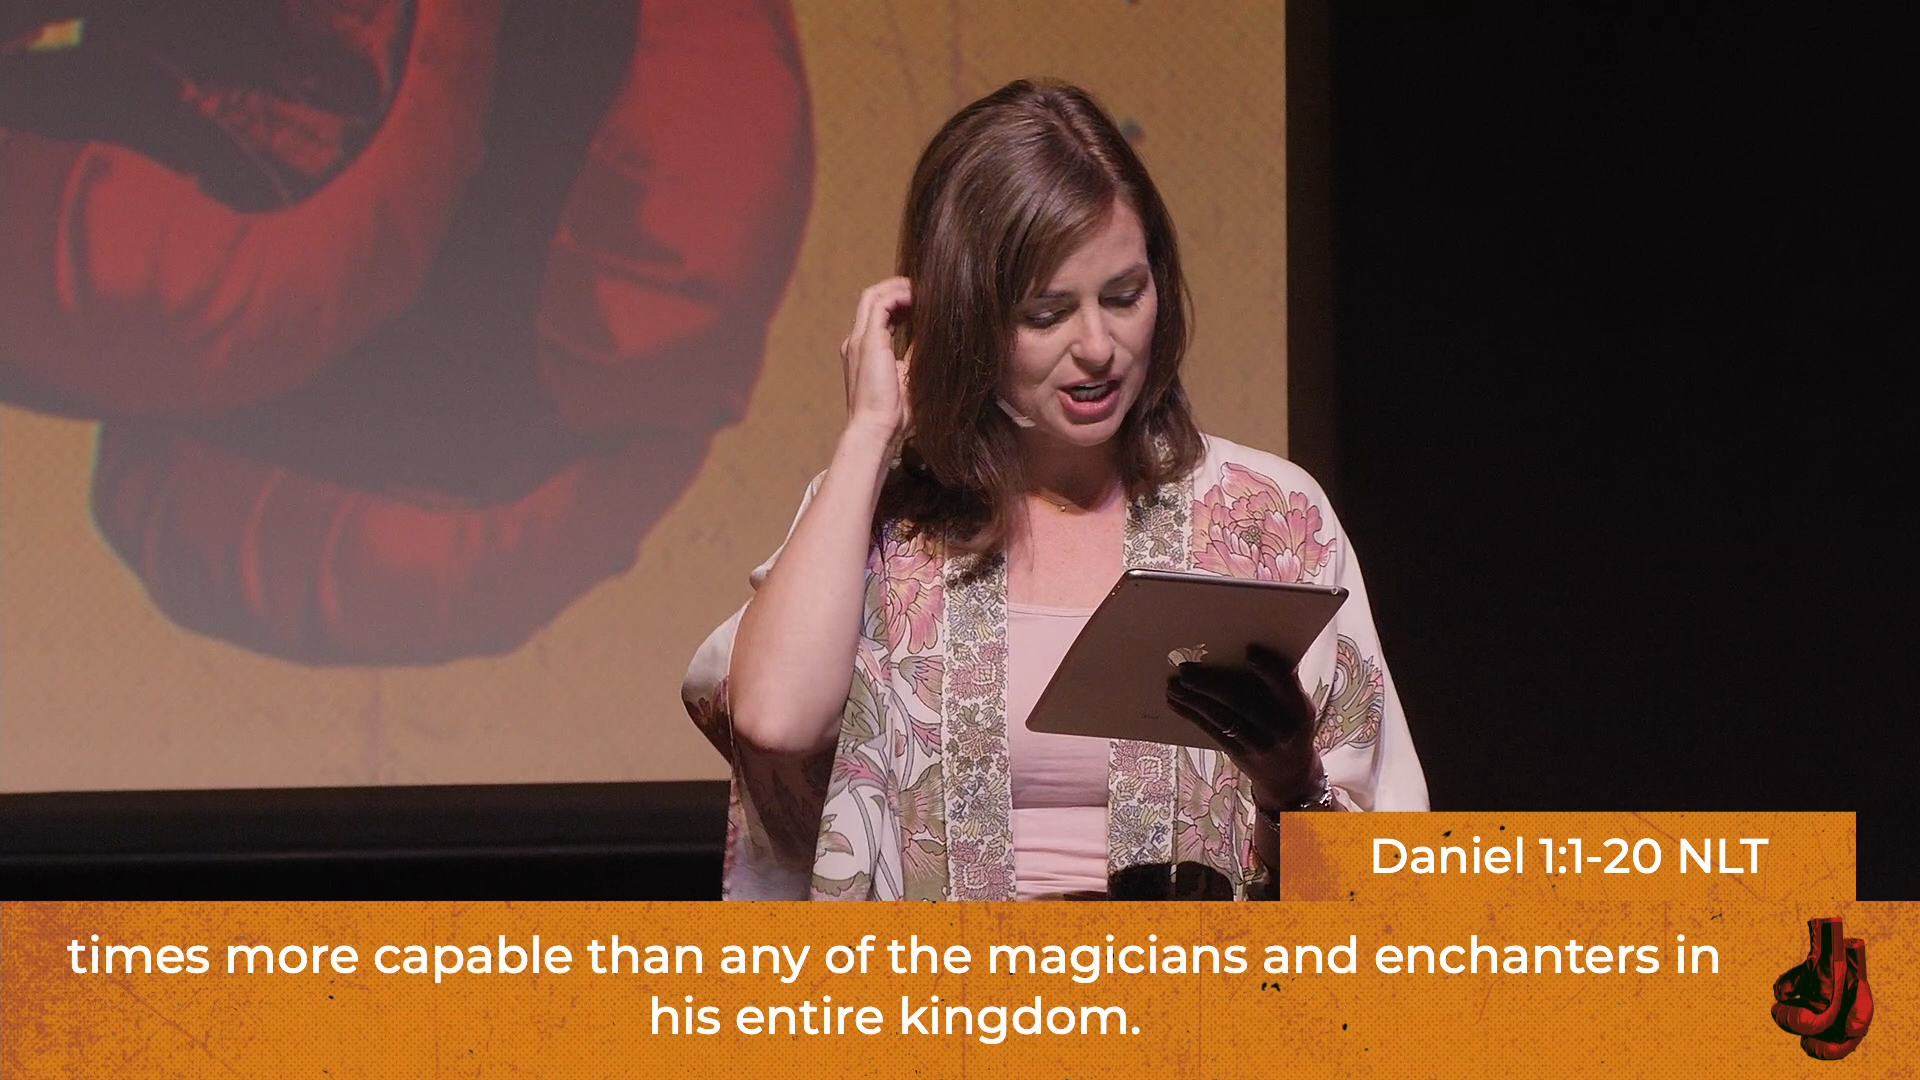 Daniel 1:1-20 NLT
times more capable than any of the magicians and enchanters in
his entire kingdom.